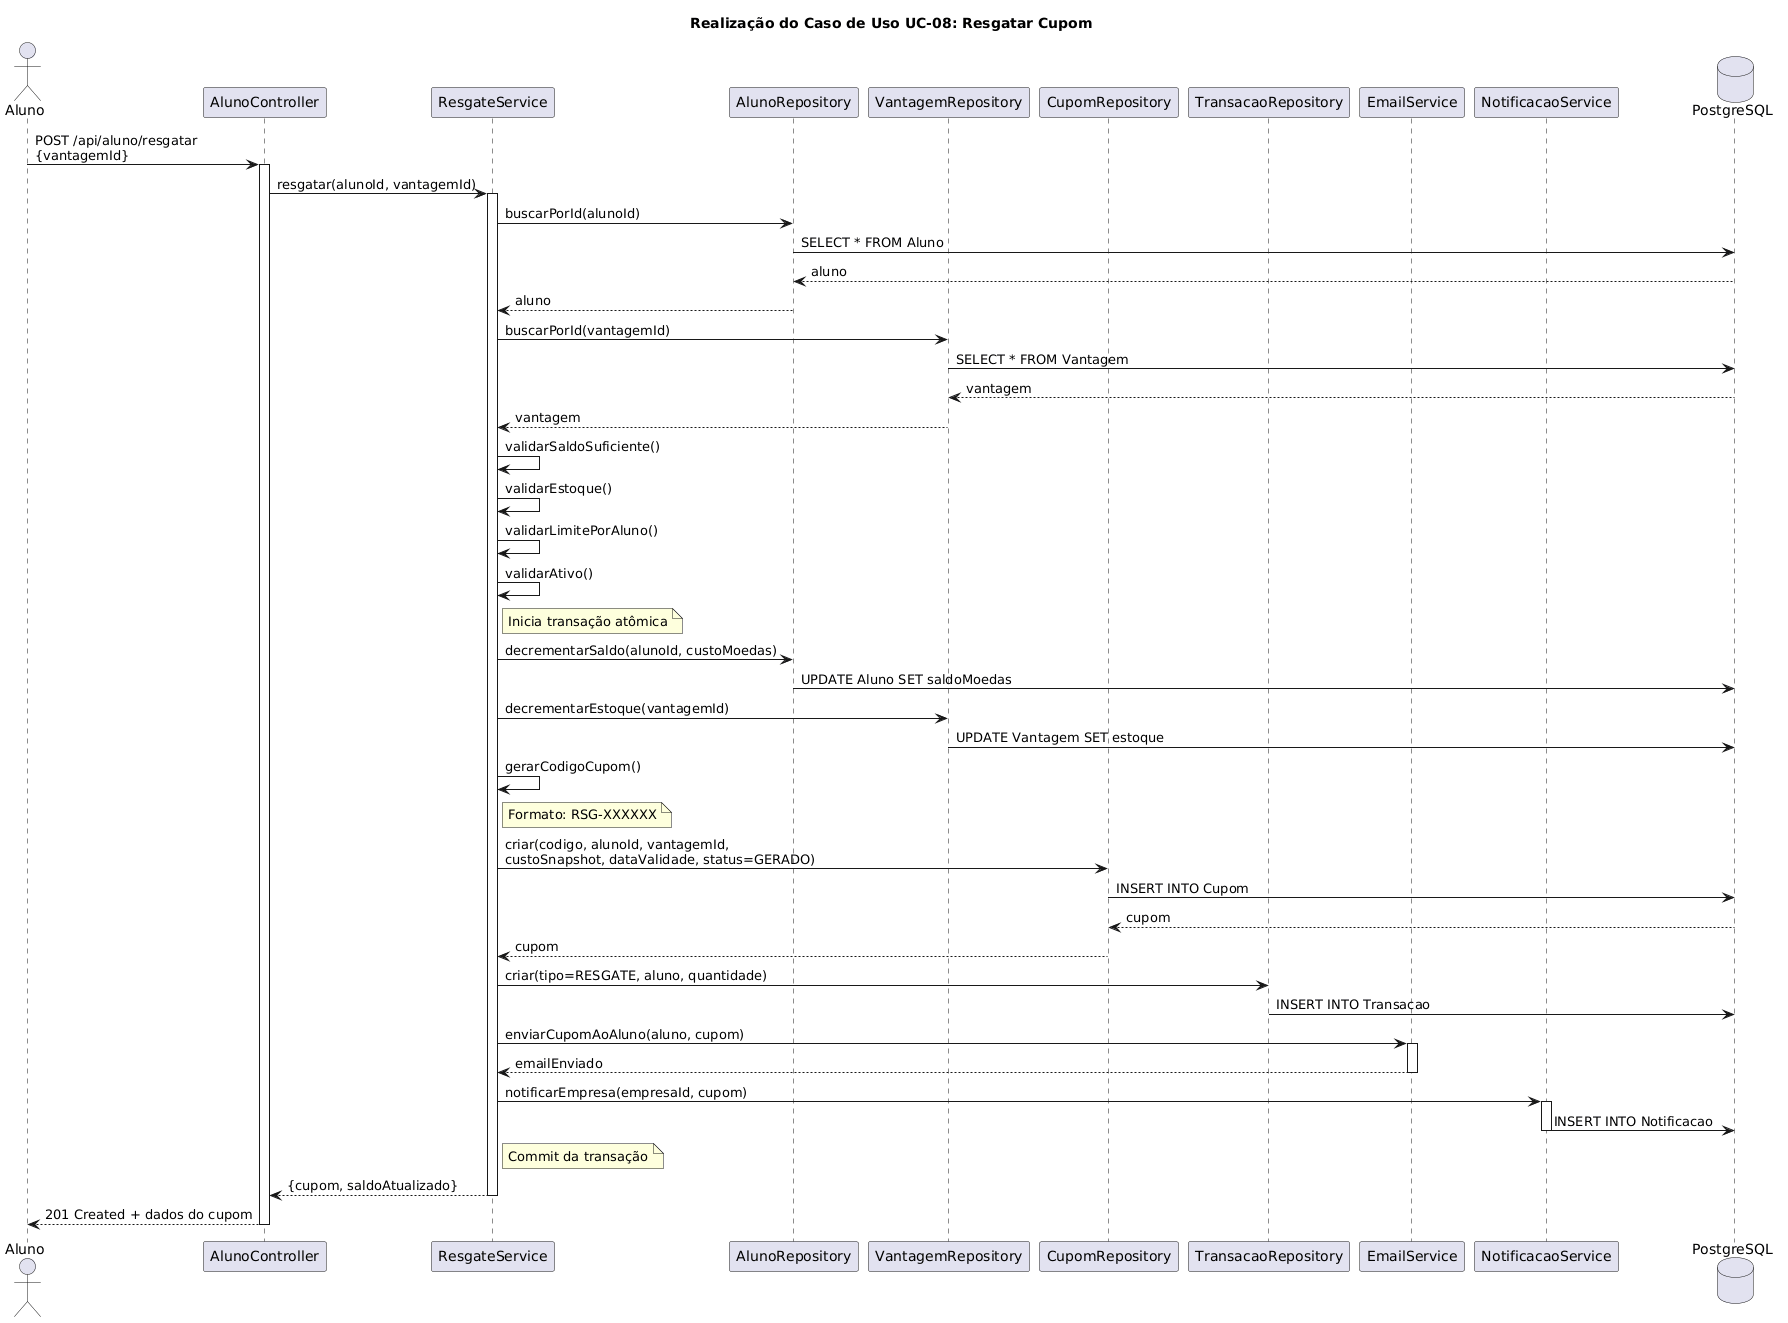 Realização do Caso de Uso UC-08: Resgatar Cupom
Aluno
AlunoController
ResgateService
AlunoRepository
VantagemRepository
CupomRepository
TransacaoRepository
EmailService
NotificacaoService
PostgreSQL
POST /api/aluno/resgatar
{vantagemId}
resgatar(alunoId, vantagemId)
buscarPorId(alunoId)
SELECT * FROM Aluno
aluno
aluno
buscarPorId(vantagemId)
SELECT * FROM Vantagem
vantagem
vantagem
validarSaldoSuficiente()
validarEstoque()
validarLimitePorAluno()
validarAtivo()
Inicia transação atômica
decrementarSaldo(alunoId, custoMoedas)
UPDATE Aluno SET saldoMoedas
decrementarEstoque(vantagemId)
UPDATE Vantagem SET estoque
gerarCodigoCupom()
Formato: RSG-XXXXXX
criar(codigo, alunoId, vantagemId,
custoSnapshot, dataValidade, status=GERADO)
INSERT INTO Cupom
cupom
cupom
criar(tipo=RESGATE, aluno, quantidade)
INSERT INTO Transacao
enviarCupomAoAluno(aluno, cupom)
emailEnviado
notificarEmpresa(empresaId, cupom)
INSERT INTO Notificacao
Commit da transação
{cupom, saldoAtualizado}
201 Created + dados do cupom
Aluno
AlunoController
ResgateService
AlunoRepository
VantagemRepository
CupomRepository
TransacaoRepository
EmailService
NotificacaoService
PostgreSQL